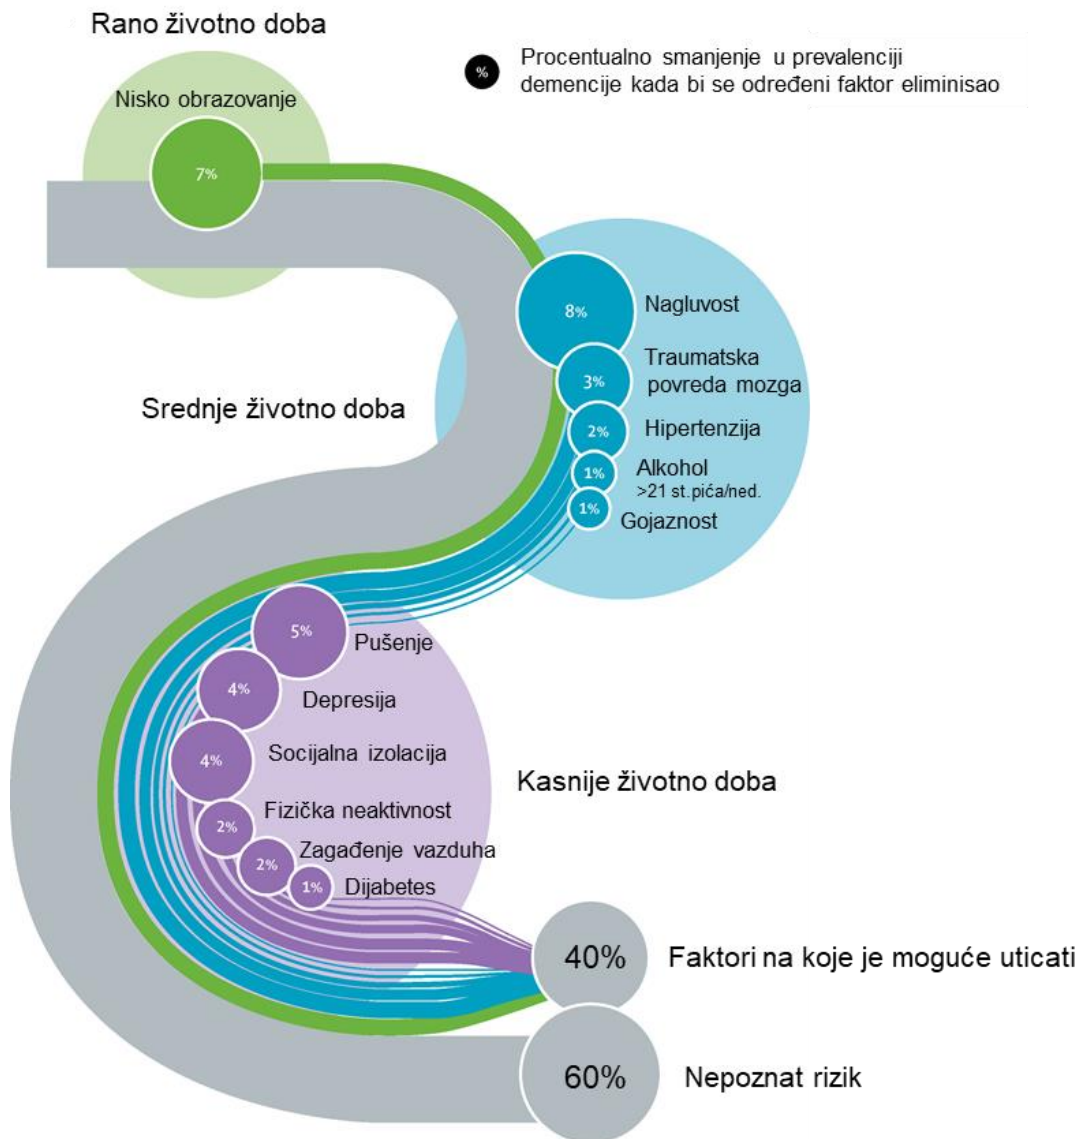 Rano životno doba
%
Procentualno smanjenje u prevalenciji
demencije kada bi se određeni faktor eliminisao
Nisko obrazovanje
7%
8%
Nagluvost
3%
Traumatska
povreda mozga
Srednje životno doba
2%
Hipertenzija
1%
Alkohol
>21 st.pića/ned.
1%
Gojaznost
5%
Pušenje
4%
Depresija
4%
Socijalna izolacija
Kasnije životno doba
2%
Fizička neaktivnost
2%
Zagađenje vazduha
1%
Dijabetes
40%
Faktori na koje je moguće uticati
60%
Nepoznat rizik